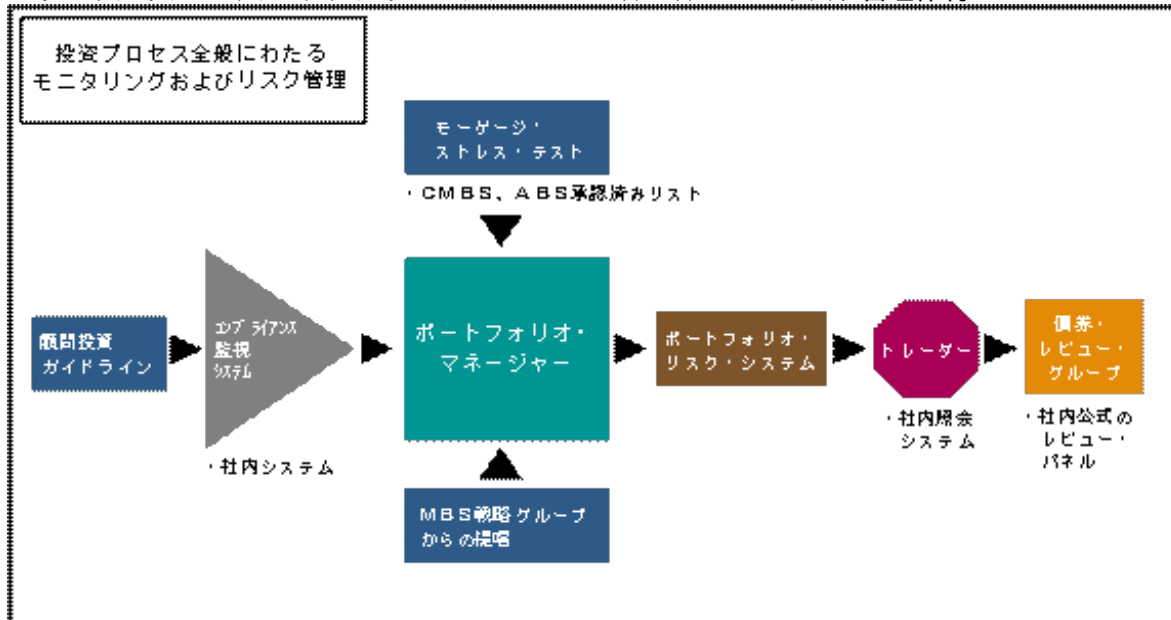 投資プロセス全般にわたる
モニタリングおよびリスク管理
モーゲージ・
ストレス・テスト
・CMBS、ABS承認済みリスト
顧問投資
ガイドライン
コンプライアンス
監視
システム
・社内システム
ポートフォリオ・
マネージャー
MBS戦略グループ
からの提唱
ポートフォリオ・
リスク・システム
トレーダー
・社内照会
システム
債券・
レビュー・
グループ
・社内公式の
レビュー・
パネル